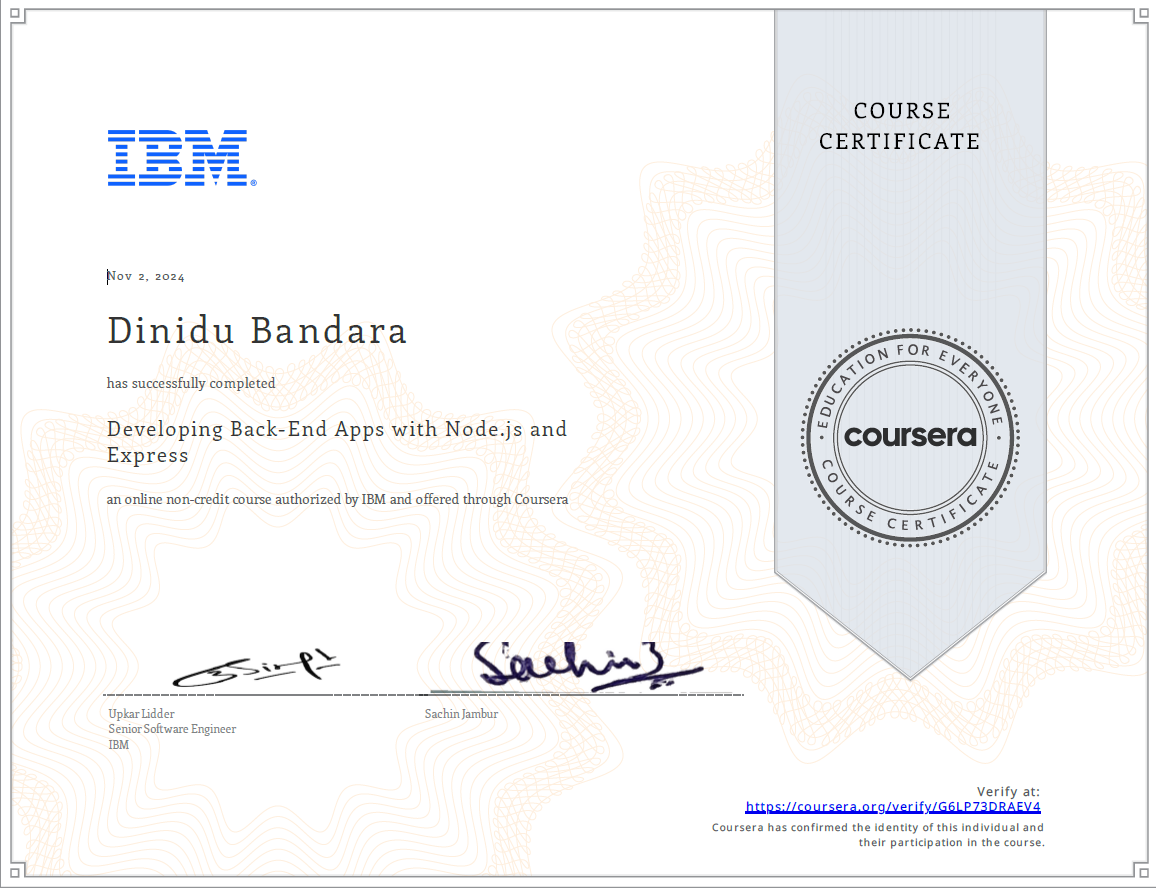 IBM®
COURSE
CERTIFICATE
Nov 2, 2024
Dinidu Bandara
has successfully completed
Developing Back-End Apps with Node.js and
Express
an online non-credit course authorized by IBM and offered through Coursera
EDUCATION FOR EVERYONE
coursera
COURSE CERTIFICATE
Sachin
Upkar Lidder
Senior Software Engineer
IBM
Sachin Jambur
Verify at:
https://coursera.org/verify/G6LP73DRAEV4
Coursera has confirmed the identity of this individual and
their participation in the course.